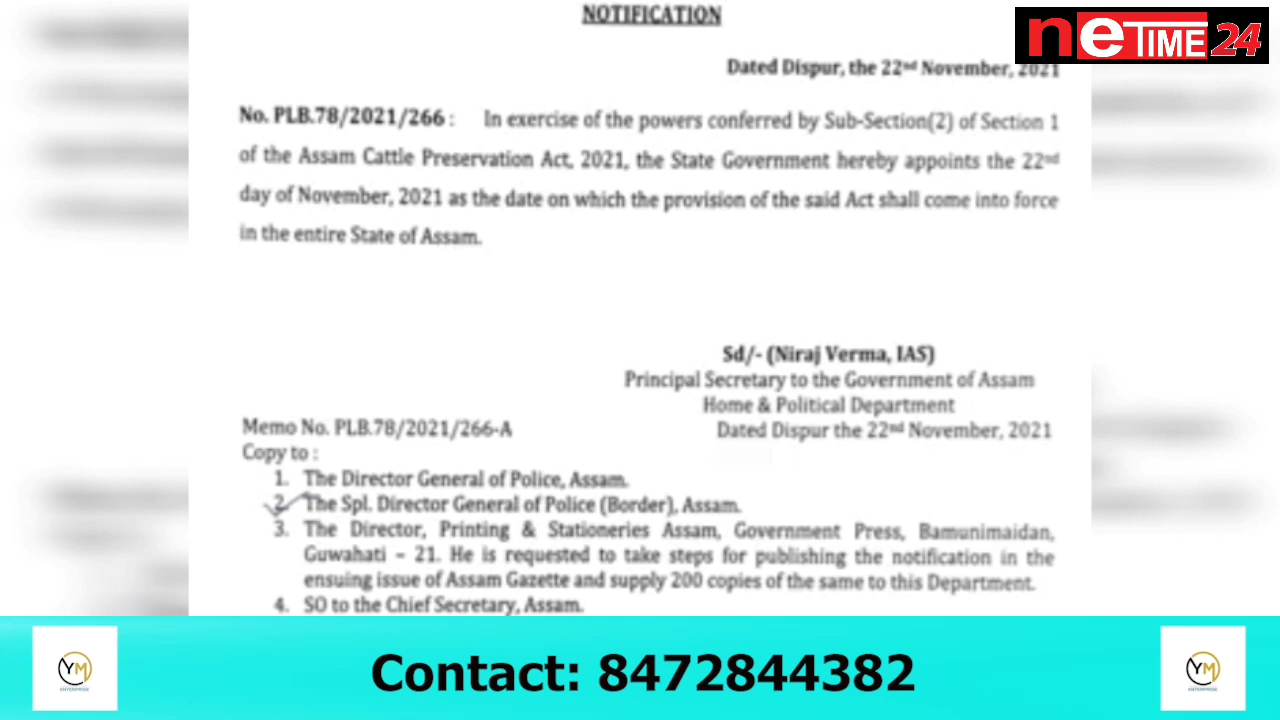 NOTIFICATION
neTIME24
Dated Dispur, the 22nd November, 2021
No. PLB.78/2021/266 : In exercise of the powers conferred by Sub-Section(2) of Section 1
of the Assam Cattle Preservation Act, 2021, the State Government hereby appoints the 22nd
day of November, 2021 as the date on which the provision of the said Act shall come into force
in the entire State of Assam.
Sd/- (Niraj Verma, IAS)
Principal Secretary to the Government of Assam
Home & Political Department
Memo No. PLB.78/2021/266-A Dated Dispur the 22nd November, 2021
Copy to :
1. The Director General of Police, Assam.
2. The Spl. Director General of Police (Border), Assam.
3. The Director, Printing & Stationeries Assam, Government Press, Bamunimaidan,
Guwahati – 21. He is requested to take steps for publishing the notification in the
ensuing issue of Assam Gazette and supply 200 copies of the same to this Department.
4. SO to the Chief Secretary, Assam.
YM
ENTERPRISE
Contact: 8472844382
YM
ENTERPRISE